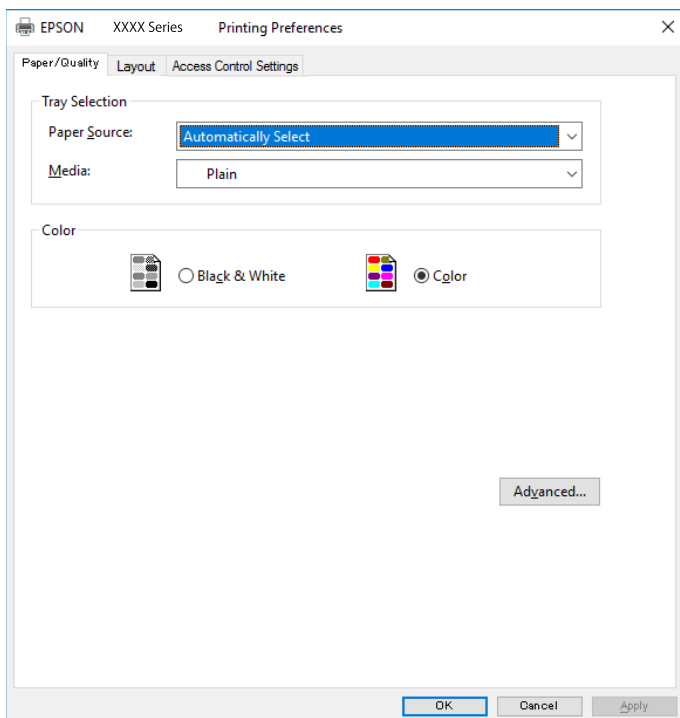 EPSON XXXX Series Printing Preferences
Paper/Quality Layout Access Control Settings
Tray Selection
Paper Source: Automatically Select
Media: Plain
Color
Black & White Color
Advanced...
OK Cancel Apply